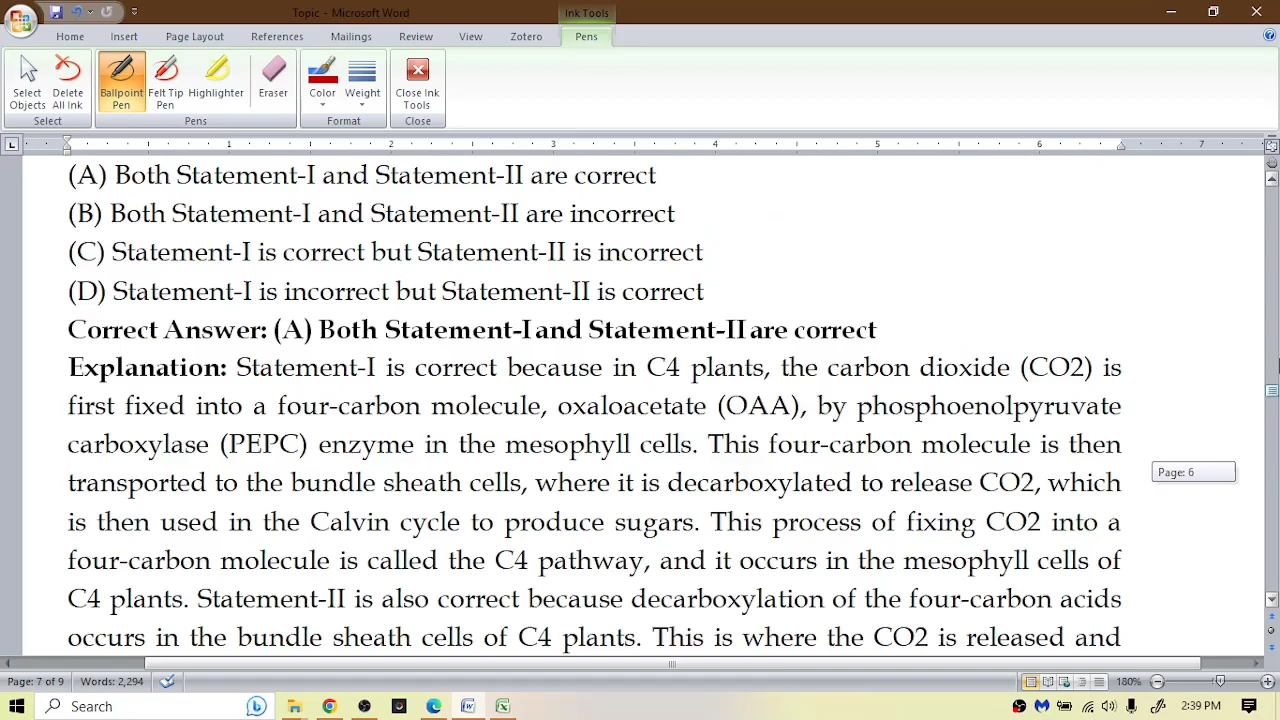 Topic - Microsoft Word
Ink Tools
Home Insert Page Layout References Mailings Review View Zotero Pens
Select Objects
Delete All Ink
Ballpoint Pen
Felt Tip Pen
Highlighter
Eraser
Color
Weight
Close Ink Tools
Select Pens Format Close
1 2 3 4 5 6 7
(A) Both Statement-I and Statement-II are correct
(B) Both Statement-I and Statement-II are incorrect
(C) Statement-I is correct but Statement-II is incorrect
(D) Statement-I is incorrect but Statement-II is correct
Correct Answer: (A) Both Statement-I and Statement-II are correct
Explanation: Statement-I is correct because in C4 plants, the carbon dioxide (CO2) is
first fixed into a four-carbon molecule, oxaloacetate (OAA), by phosphoenolpyruvate
carboxylase (PEPC) enzyme in the mesophyll cells. This four-carbon molecule is then
transported to the bundle sheath cells, where it is decarboxylated to release CO2, which
is then used in the Calvin cycle to produce sugars. This process of fixing CO2 into a
four-carbon molecule is called the C4 pathway, and it occurs in the mesophyll cells of
C4 plants. Statement-II is also correct because decarboxylation of the four-carbon acids
occurs in the bundle sheath cells of C4 plants. This is where the CO2 is released and
Page: 6
Page: 7 of 9 Words: 2,294 180%
Search 2:39 PM